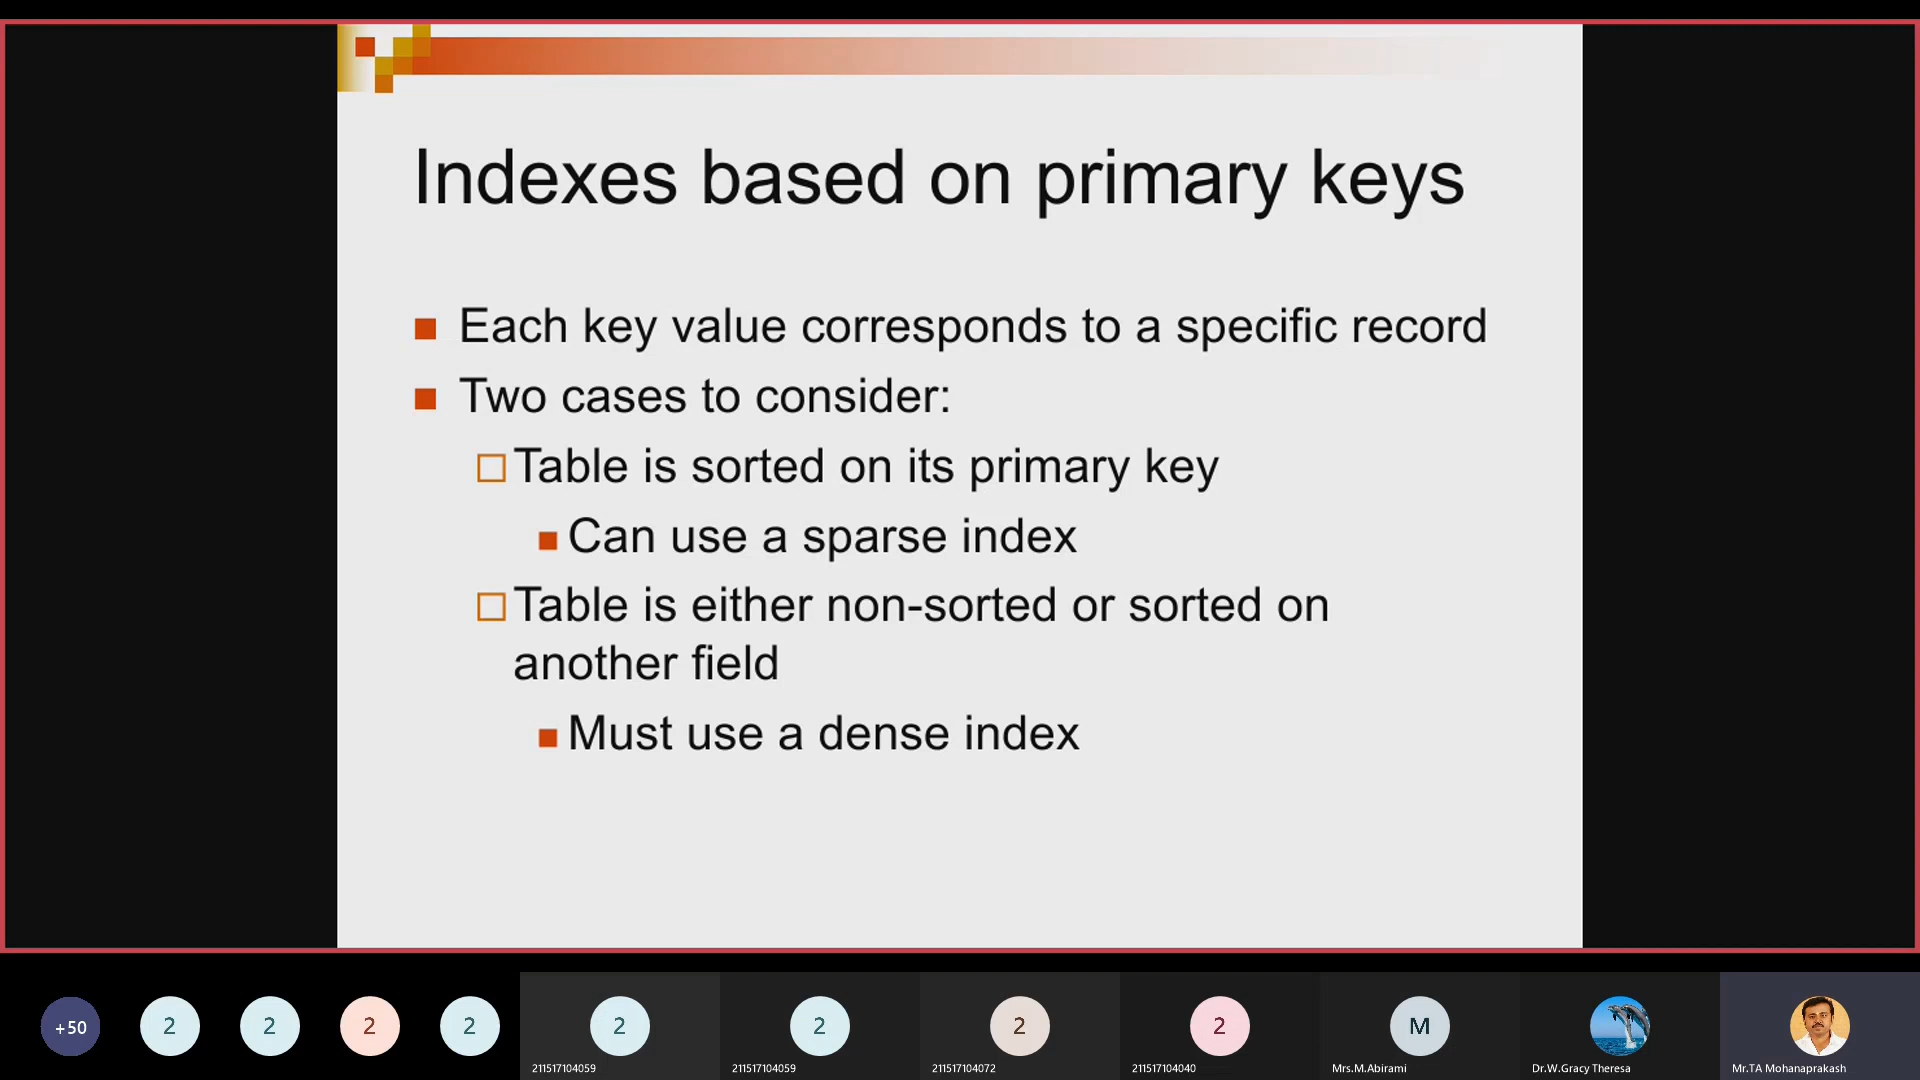 Indexes based on primary keys
Each key value corresponds to a specific record
Two cases to consider:
Table is sorted on its primary key
Can use a sparse index
Table is either non-sorted or sorted on
another field
Must use a dense index
+50
2
2
2
2
2
2
2
2
M
211517104059
211517104059
211517104072
211517104040
Mrs.M.Abirami
Dr.W.Gracy Theresa
Mr.TA Mohanaprakash